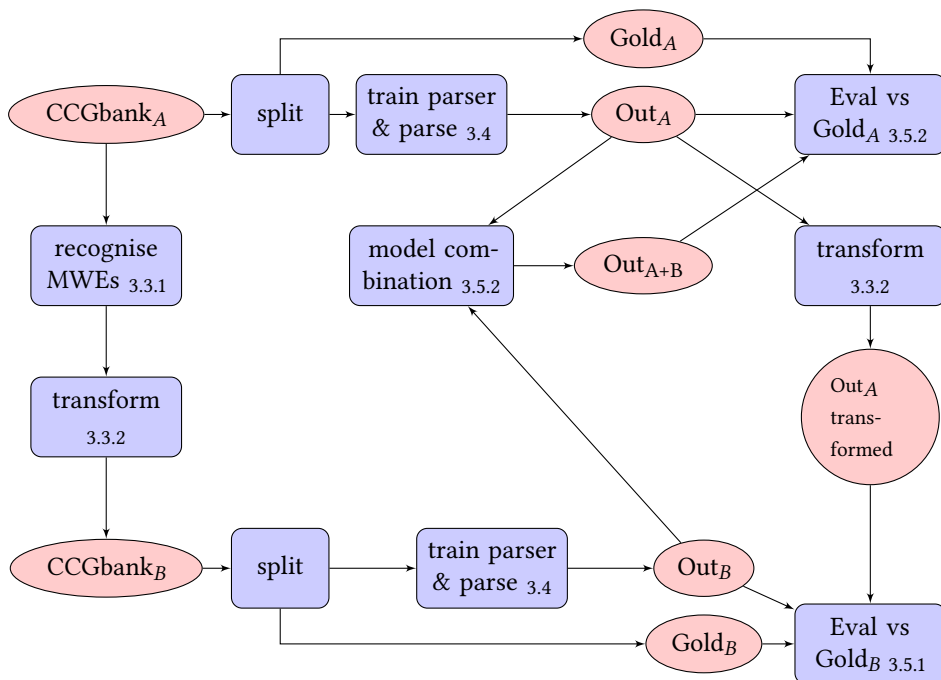 Gold_A
CCGbank_A
split
train parser
& parse 3.4
Out_A
Eval vs
Gold_A 3.5.2
recognise
MWEs 3.3.1
model com-
bination 3.5.2
Out_A+B
transform
3.3.2
transform
3.3.2
Out_A
trans-
formed
CCGbank_B
split
train parser
& parse 3.4
Out_B
Gold_B
Eval vs
Gold_B 3.5.1